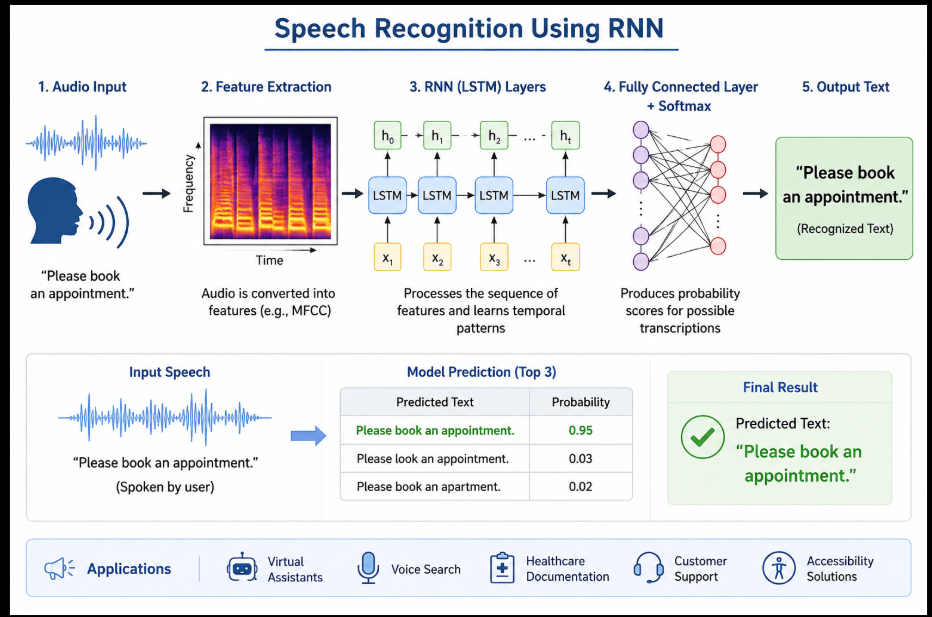 Speech Recognition Using RNN
1. Audio Input
“Please book
an appointment.”
2. Feature Extraction
Frequency
Time
Audio is converted into
features (e.g., MFCC)
3. RNN (LSTM) Layers
h0 h1 h2 ... ht
LSTM LSTM LSTM LSTM
x1 x2 x3 ... xt
Processes the sequence of
features and learns temporal
patterns
4. Fully Connected Layer
+ Softmax
Produces probability
scores for possible
transcriptions
5. Output Text
“Please book
an appointment.”
(Recognized Text)
Input Speech
“Please book an appointment.”
(Spoken by user)
Model Prediction (Top 3)
Predicted Text Probability
Please book an appointment. 0.95
Please look an appointment. 0.03
Please book an apartment. 0.02
Final Result
Predicted Text:
“Please book an
appointment.”
Applications
Virtual
Assistants
Voice Search
Healthcare
Documentation
Customer
Support
Accessibility
Solutions